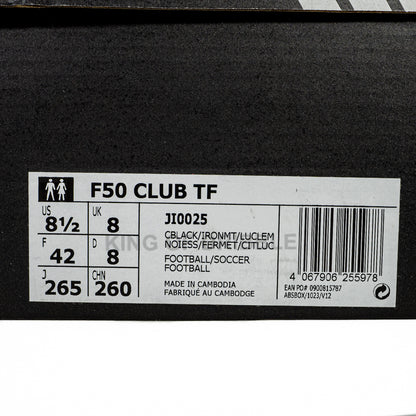 F50 CLUB TF
US 8½ UK 8
F 42 D 8
J 265 CHN 260
JI0025
CBLACK/IRONMT/LUCLEM
NOIESS/FERMET/CITLUC
FOOTBALL/SOCCER
FOOTBALL
MADE IN CAMBODIA
FABRIQUÉ AU CAMBODGE
4 067906 255978
EAN PO# 0900815787
ABSBOX/1023/V12